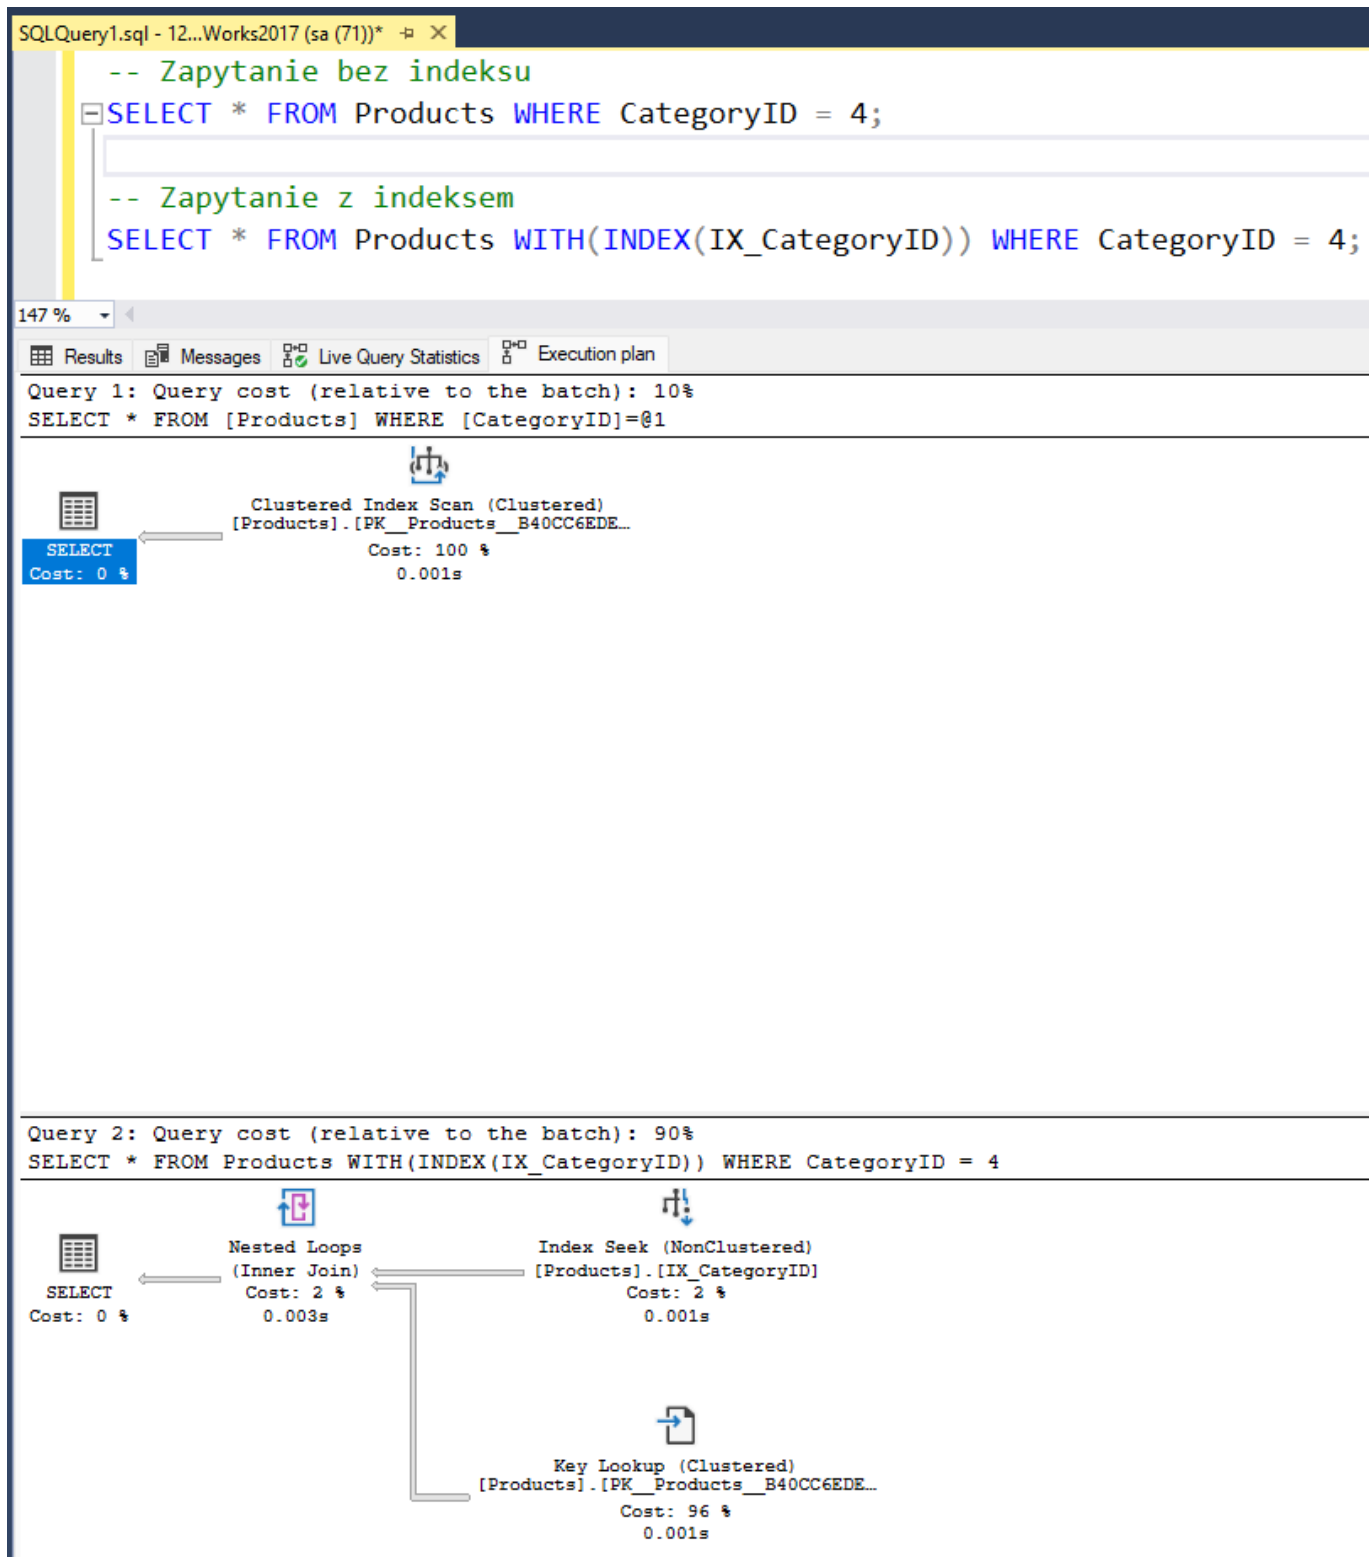 SQLQuery1.sql - 12...Works2017 (sa (71))*
-- Zapytanie bez indeksu
SELECT * FROM Products WHERE CategoryID = 4;
-- Zapytanie z indeksem
SELECT * FROM Products WITH(INDEX(IX_CategoryID)) WHERE CategoryID = 4;
147 %
Results Messages Live Query Statistics Execution plan
Query 1: Query cost (relative to the batch): 10%
SELECT * FROM [Products] WHERE [CategoryID]=@1
Clustered Index Scan (Clustered)
[Products].[PK__Products__B40CC6EDE…
Cost: 100 %
0.001s
SELECT
Cost: 0 %
Query 2: Query cost (relative to the batch): 90%
SELECT * FROM Products WITH(INDEX(IX_CategoryID)) WHERE CategoryID = 4
SELECT
Cost: 0 %
Nested Loops
(Inner Join)
Cost: 2 %
0.003s
Index Seek (NonClustered)
[Products].[IX_CategoryID]
Cost: 2 %
0.001s
Key Lookup (Clustered)
[Products].[PK__Products__B40CC6EDE…
Cost: 96 %
0.001s